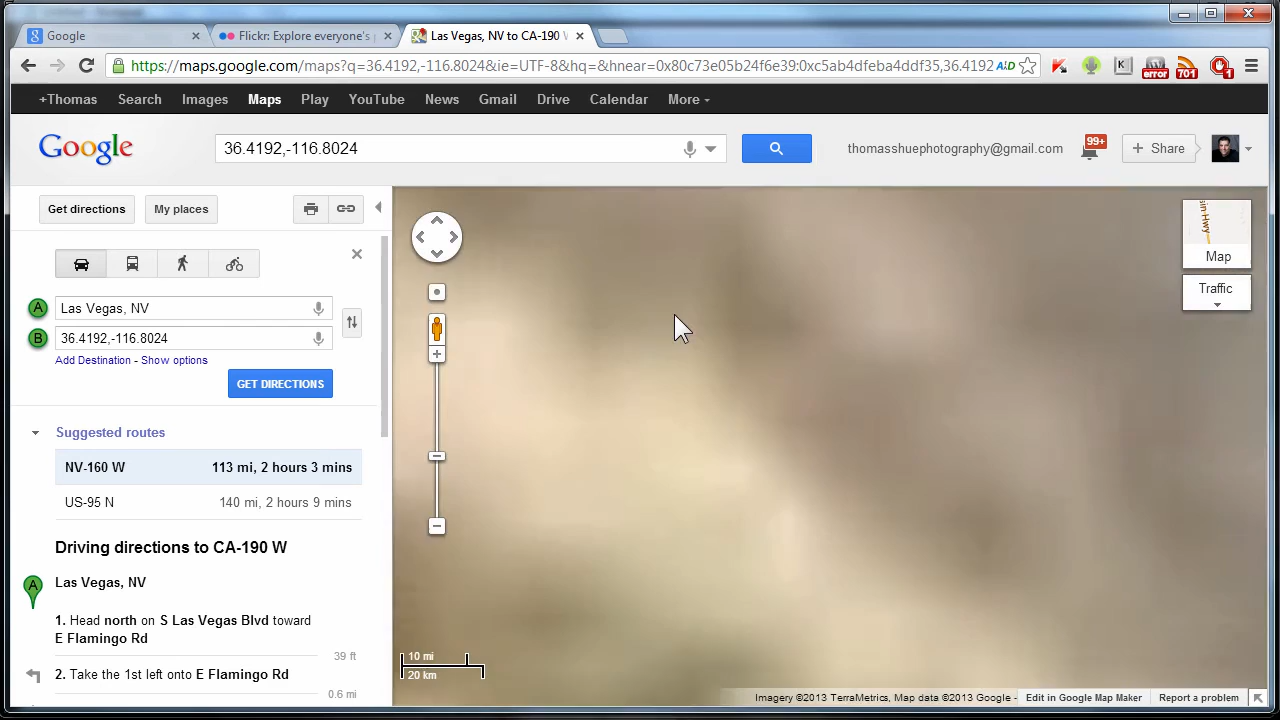 Google
Flickr: Explore everyone's
Las Vegas, NV to CA-190 W
https://maps.google.com/maps?q=36.4192,-116.8024&ie=UTF-8&hq=&hnear=0x80c73e05b24f6e39:0xc5ab4dfeba4ddf35,36.4192
error
701
1
+Thomas Search Images Maps Play YouTube News Gmail Drive Calendar More
Google
36.4192,-116.8024
thomasshuephotography@gmail.com
99+
+ Share
Get directions My places
A Las Vegas, NV
B 36.4192,-116.8024
Add Destination - Show options
GET DIRECTIONS
Suggested routes
NV-160 W 113 mi, 2 hours 3 mins
US-95 N 140 mi, 2 hours 9 mins
Driving directions to CA-190 W
A Las Vegas, NV
1. Head north on S Las Vegas Blvd toward
E Flamingo Rd
39 ft
2. Take the 1st left onto E Flamingo Rd
0.6 mi
sin Hwy
Map
Traffic
10 mi
20 km
Imagery ©2013 TerraMetrics, Map data ©2013 Google - Edit in Google Map Maker Report a problem